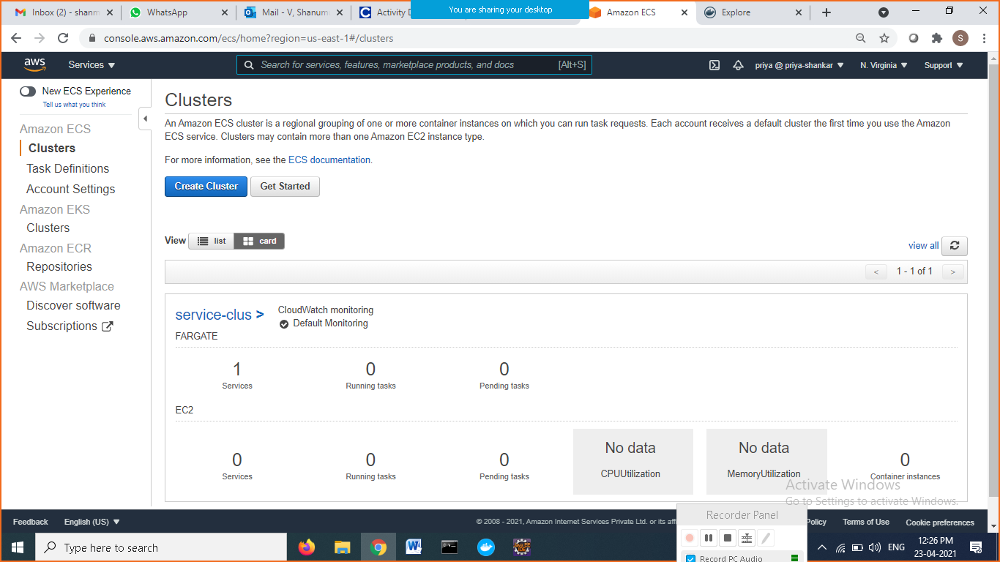 Inbox (2) - shanm
WhatsApp
Mail - V, Shanum
Activity D
You are sharing your desktop
Amazon ECS
Explore
console.aws.amazon.com/ecs/home?region=us-east-1#/clusters
S
aws
Services
Search for services, features, marketplace products, and docs
[Alt+S]
priya @ priya-shankar
N. Virginia
Support
New ECS Experience
Tell us what you think
Amazon ECS
Clusters
Task Definitions
Account Settings
Amazon EKS
Clusters
Amazon ECR
Repositories
AWS Marketplace
Discover software
Subscriptions
Clusters
An Amazon ECS cluster is a regional grouping of one or more container instances on which you can run task requests. Each account receives a default cluster the first time you use the Amazon
ECS service. Clusters may contain more than one Amazon EC2 instance type.
For more information, see the ECS documentation.
Create Cluster
Get Started
View
list
card
view all
< 1 - 1 of 1 >
service-clus >
CloudWatch monitoring
Default Monitoring
FARGATE
1
Services
0
Running tasks
0
Pending tasks
EC2
0
Services
0
Running tasks
0
Pending tasks
No data
CPUUtilization
No data
MemoryUtilization
0
Container instances
Activate Windows
Go to Settings to activate Windows.
Feedback
English (US)
© 2008 - 2021, Amazon Internet Services Private Ltd. or its affi
Policy
Terms of Use
Cookie preferences
Recorder Panel
Record PC Audio
Type here to search
ENG
12:26 PM
23-04-2021